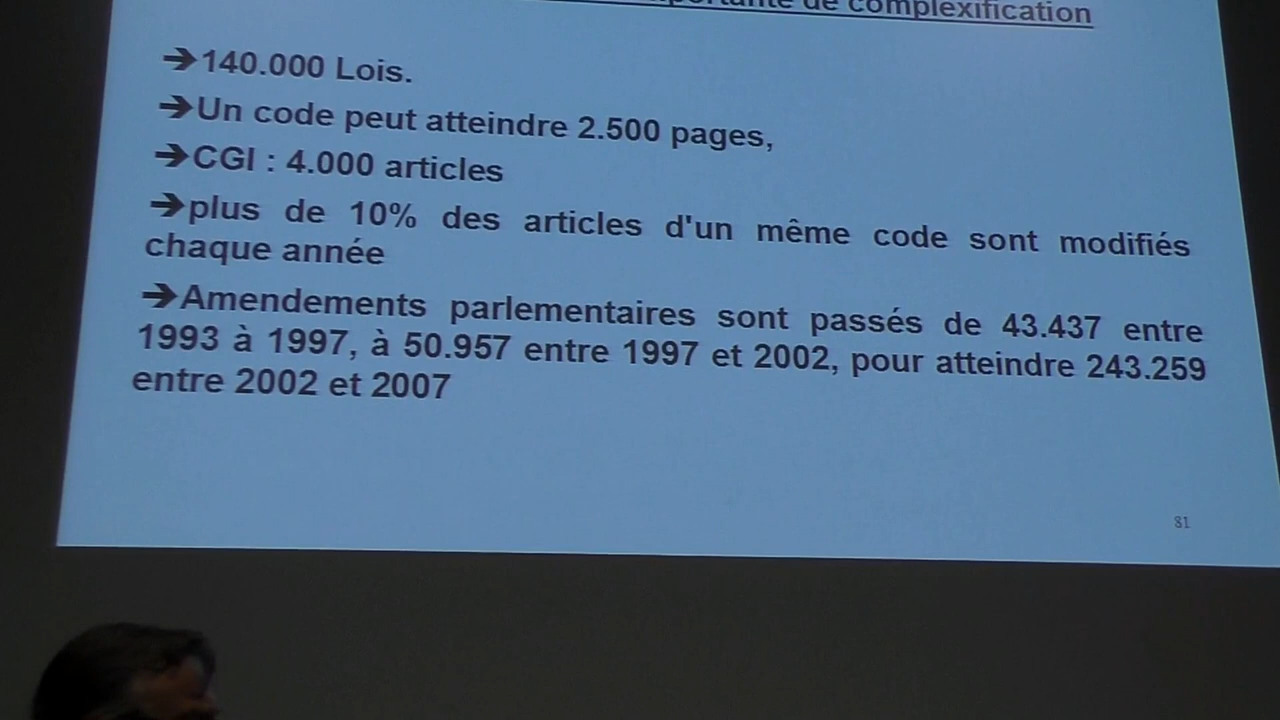 de complexification
➔140.000 Lois.
➔Un code peut atteindre 2.500 pages,
➔CGI : 4.000 articles
➔plus de 10% des articles d'un même code sont modifiés
chaque année
➔Amendements parlementaires sont passés de 43.437 entre
1993 à 1997, à 50.957 entre 1997 et 2002, pour atteindre 243.259
entre 2002 et 2007
81